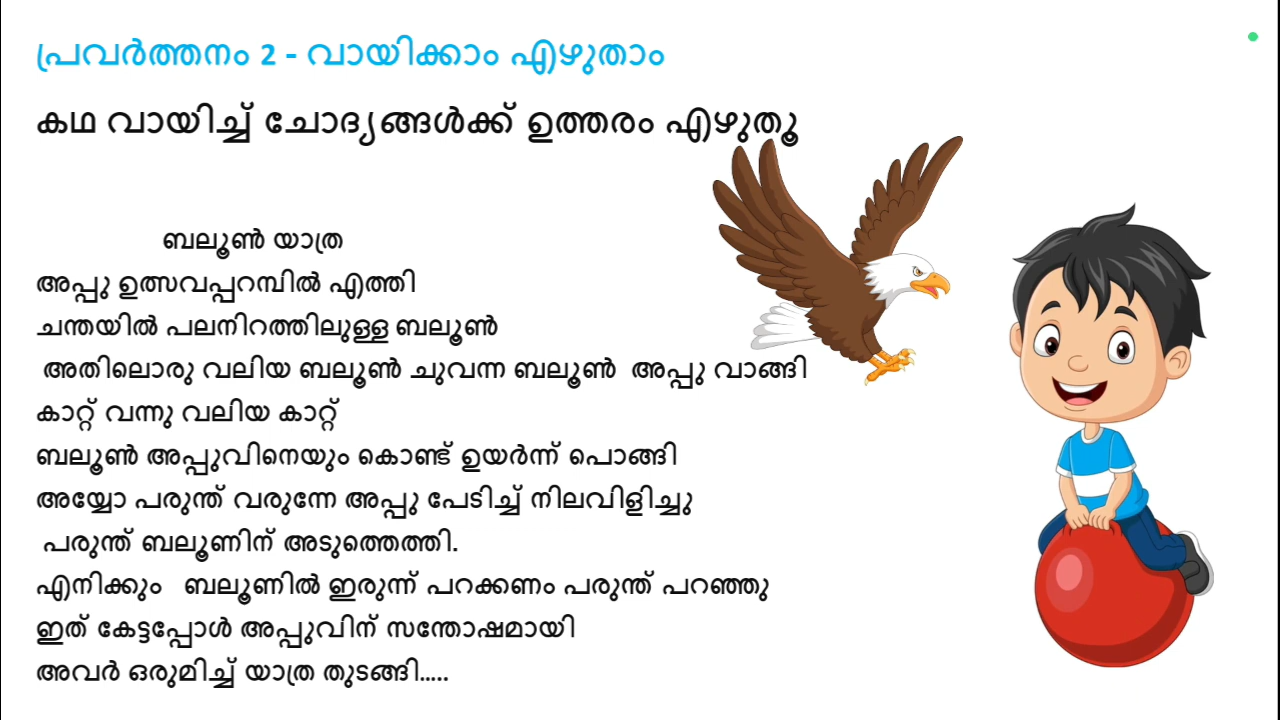 പ്രവർത്തനം 2 - വായിക്കാം എഴുതാം
കഥ വായിച്ച് ചോദ്യങ്ങൾക്ക് ഉത്തരം എഴുതൂ
ബലൂൺ യാത്ര
അപ്പു ഉത്സവപ്പറമ്പിൽ എത്തി
ചന്തയിൽ പലനിറത്തിലുള്ള ബലൂൺ
അതിലൊരു വലിയ ബലൂൺ ചുവന്ന ബലൂൺ അപ്പു വാങ്ങി
കാറ്റ് വന്നു വലിയ കാറ്റ്
ബലൂൺ അപ്പുവിനെയും കൊണ്ട് ഉയർന്ന് പൊങ്ങി
അയ്യോ പരുന്ത് വരുന്നേ അപ്പു പേടിച്ച് നിലവിളിച്ചു
പരുന്ത് ബലൂണിന് അടുത്തെത്തി.
എനിക്കും ബലൂണിൽ ഇരുന്ന് പറക്കണം പരുന്ത് പറഞ്ഞു
ഇത് കേട്ടപ്പോൾ അപ്പുവിന് സന്തോഷമായി
അവർ ഒരുമിച്ച് യാത്ര തുടങ്ങി.....